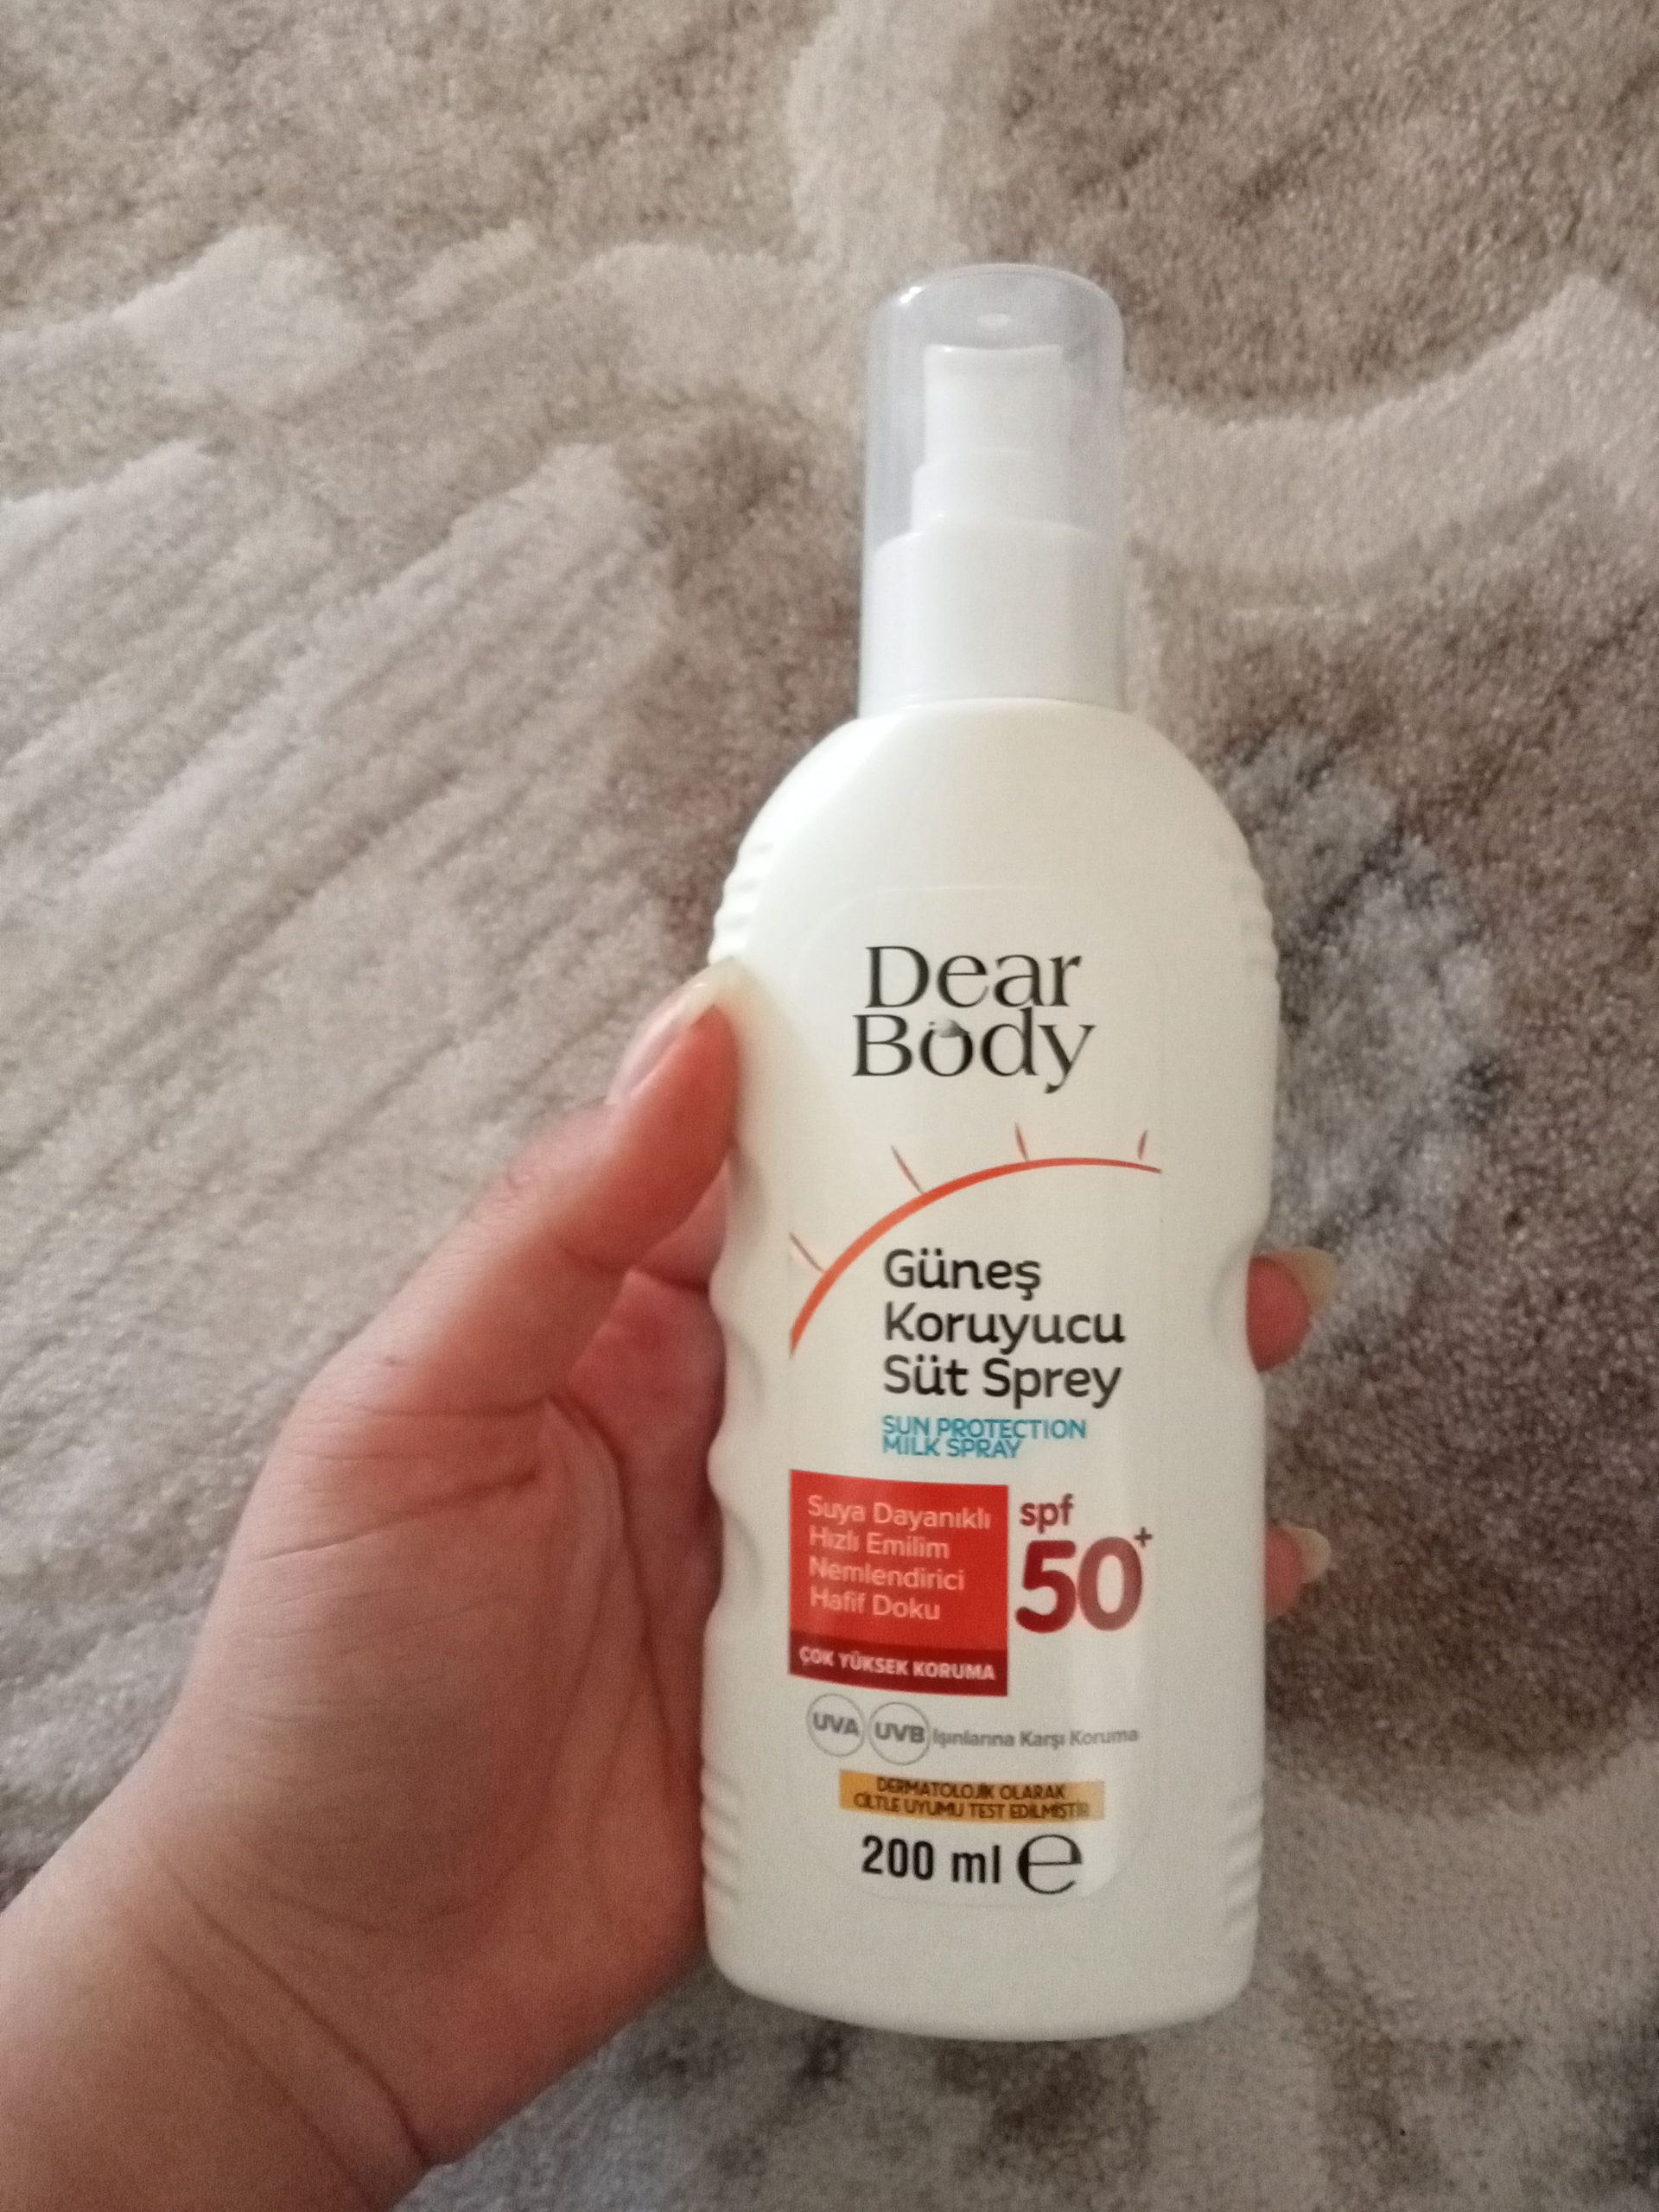 Dear
Body
Güneş
Koruyucu
Süt Sprey
SUN PROTECTION
MILK SPRAY
Suya Dayanıklı
Hızlı Emilim
Nemlendirici
Hafif Doku
ÇOK YÜKSEK KORUMA
spf
50+
UVA UVB Işınlarına Karşı Koruma
DERMATOLOJİK OLARAK
CİLTLE UYUMU TEST EDİLMİŞTİR
200 ml e